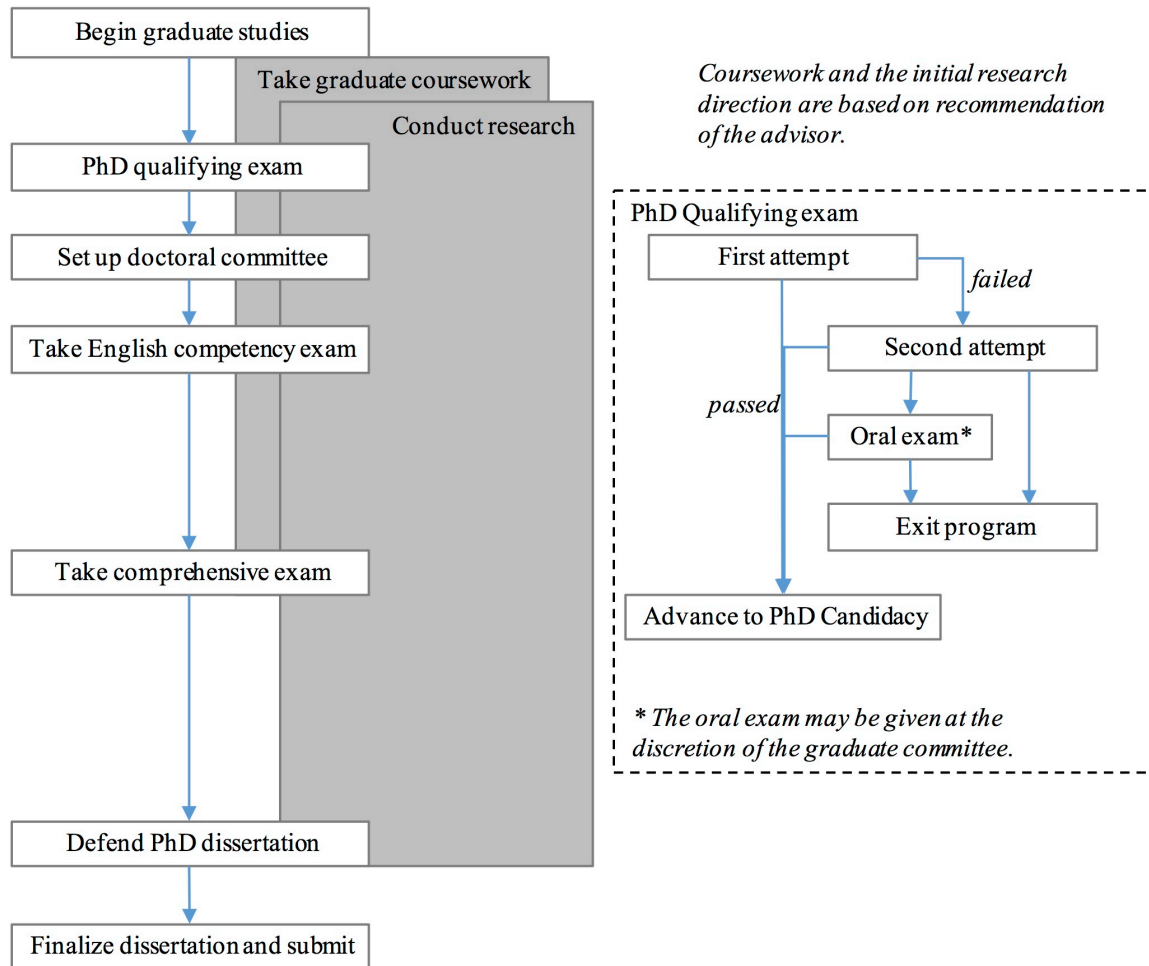 Begin graduate studies
Take graduate coursework
Conduct research
PhD qualifying exam
Set up doctoral committee
Take English competency exam
Take comprehensive exam
Defend PhD dissertation
Finalize dissertation and submit
Coursework and the initial research
direction are based on recommendation
of the advisor.
PhD Qualifying exam
First attempt
failed
Second attempt
passed
Oral exam*
Exit program
Advance to PhD Candidacy
* The oral exam may be given at the
discretion of the graduate committee.